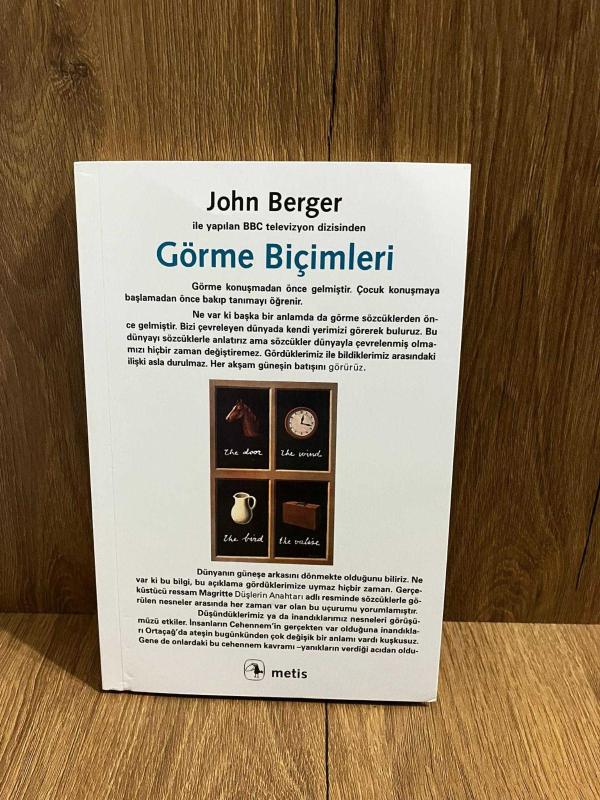 John Berger
ile yapılan BBC televizyon dizisinden
Görme Biçimleri
Görme konuşmadan önce gelmiştir. Çocuk konuşmaya
başlamadan önce bakıp tanımayı öğrenir.
Ne var ki başka bir anlamda da görme sözcüklerden ön-
ce gelmiştir. Bizi çevreleyen dünyada kendi yerimizi görerek buluruz. Bu
dünyayı sözcüklerle anlatırız ama sözcükler dünyayla çevrelenmiş olma-
mızı hiçbir zaman değiştiremez. Gördüklerimiz ile bildiklerimiz arasındaki
ilişki asla durulmaz. Her akşam güneşin batışını görürüz.
the door
the wind
the bird
the valise
Dünyanın güneşe arkasını dönmekte olduğunu biliriz. Ne
var ki bu bilgi, bu açıklama gördüklerimize uymaz hiçbir zaman. Gerçe-
küstücü ressam Magritte Düşlerin Anahtarı adlı resminde sözcüklerle gö-
rülen nesneler arasında her zaman var olan bu uçurumu yorumlamıştır.
Düşündüklerimiz ya da inandıklarımız nesneleri görüşü-
müzü etkiler. İnsanların Cehennem'in gerçekten var olduğuna inandıkla-
rı Ortaçağ'da ateşin bugünkünden çok değişik bir anlamı vardı kuşkusuz.
Gene de onlardaki bu cehennem kavramı –yanıkların verdiği acıdan oldu-
metis